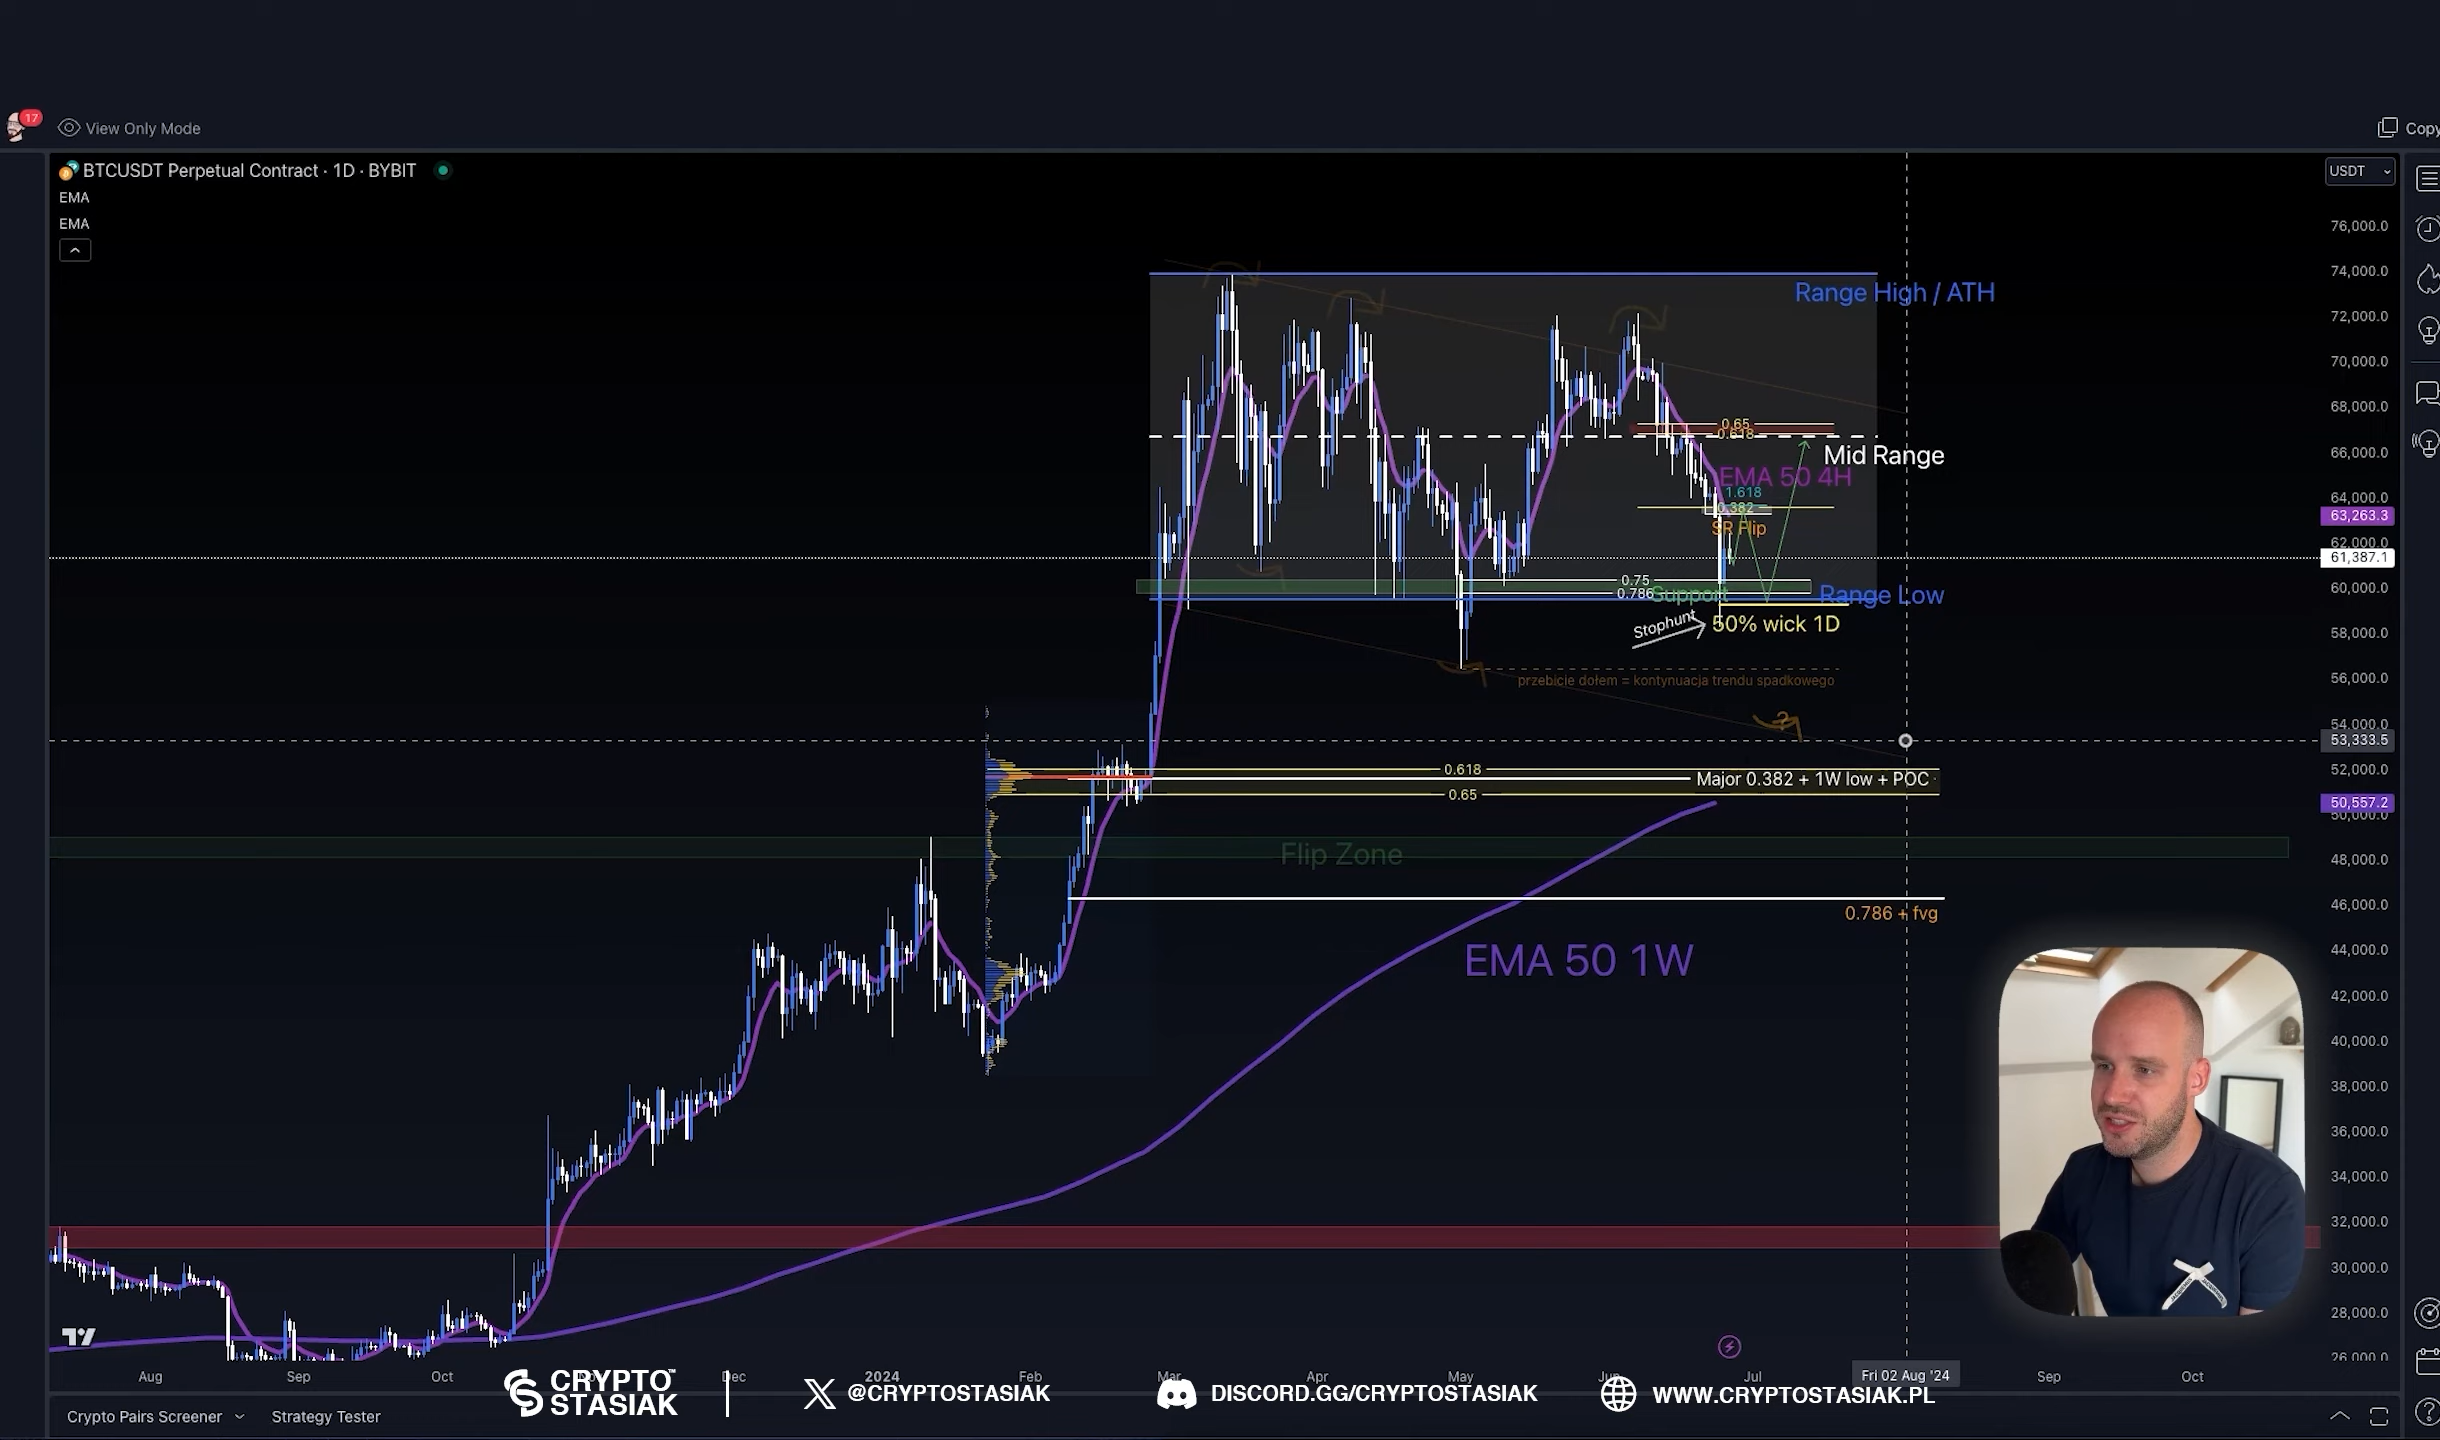 17
View Only Mode
Copy
BTCUSDT Perpetual Contract · 1D · BYBIT
USDT
EMA
EMA
76,000.0
74,000.0
Range High / ATH
72,000.0
70,000.0
68,000.0
0.65
0.618
Mid Range
66,000.0
EMA 50 4H
1.618
64,000.0
0.382
63,263.3
SR Flip
62,000.0
61,387.1
0.75
60,000.0
0.786
Support
Range Low
Stophunt
50% wick 1D
58,000.0
56,000.0
przebicie dołem = kontynuacja trendu spadkowego
?
54,000.0
53,333.5
0.618
52,000.0
Major 0.382 + 1W low + POC
0.65
50,557.2
50,000.0
Flip Zone
48,000.0
46,000.0
0.786 + fvg
44,000.0
EMA 50 1W
42,000.0
40,000.0
38,000.0
36,000.0
34,000.0
32,000.0
30,000.0
28,000.0
26,000.0
Aug Sep Oct Dec 2024 Feb Mar Apr May Jun Jul Fri 02 Aug '24 Sep Oct
CRYPTO™
STASIAK
@CRYPTOSTASIAK
DISCORD.GG/CRYPTOSTASIAK
WWW.CRYPTOSTASIAK.PL
Crypto Pairs Screener
Strategy Tester